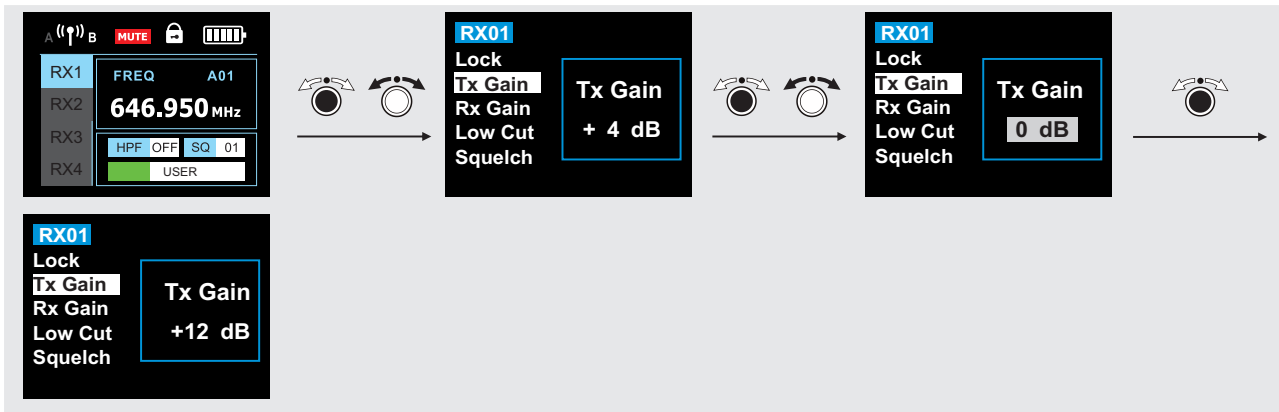 A B MUTE
RX1
RX2
RX3
RX4
FREQ A01
646.950 MHz
HPF OFF SQ 01
USER
RX01
Lock
Tx Gain
Rx Gain
Low Cut
Squelch
Tx Gain
+ 4 dB
RX01
Lock
Tx Gain
Rx Gain
Low Cut
Squelch
Tx Gain
0 dB
RX01
Lock
Tx Gain
Rx Gain
Low Cut
Squelch
Tx Gain
+12 dB